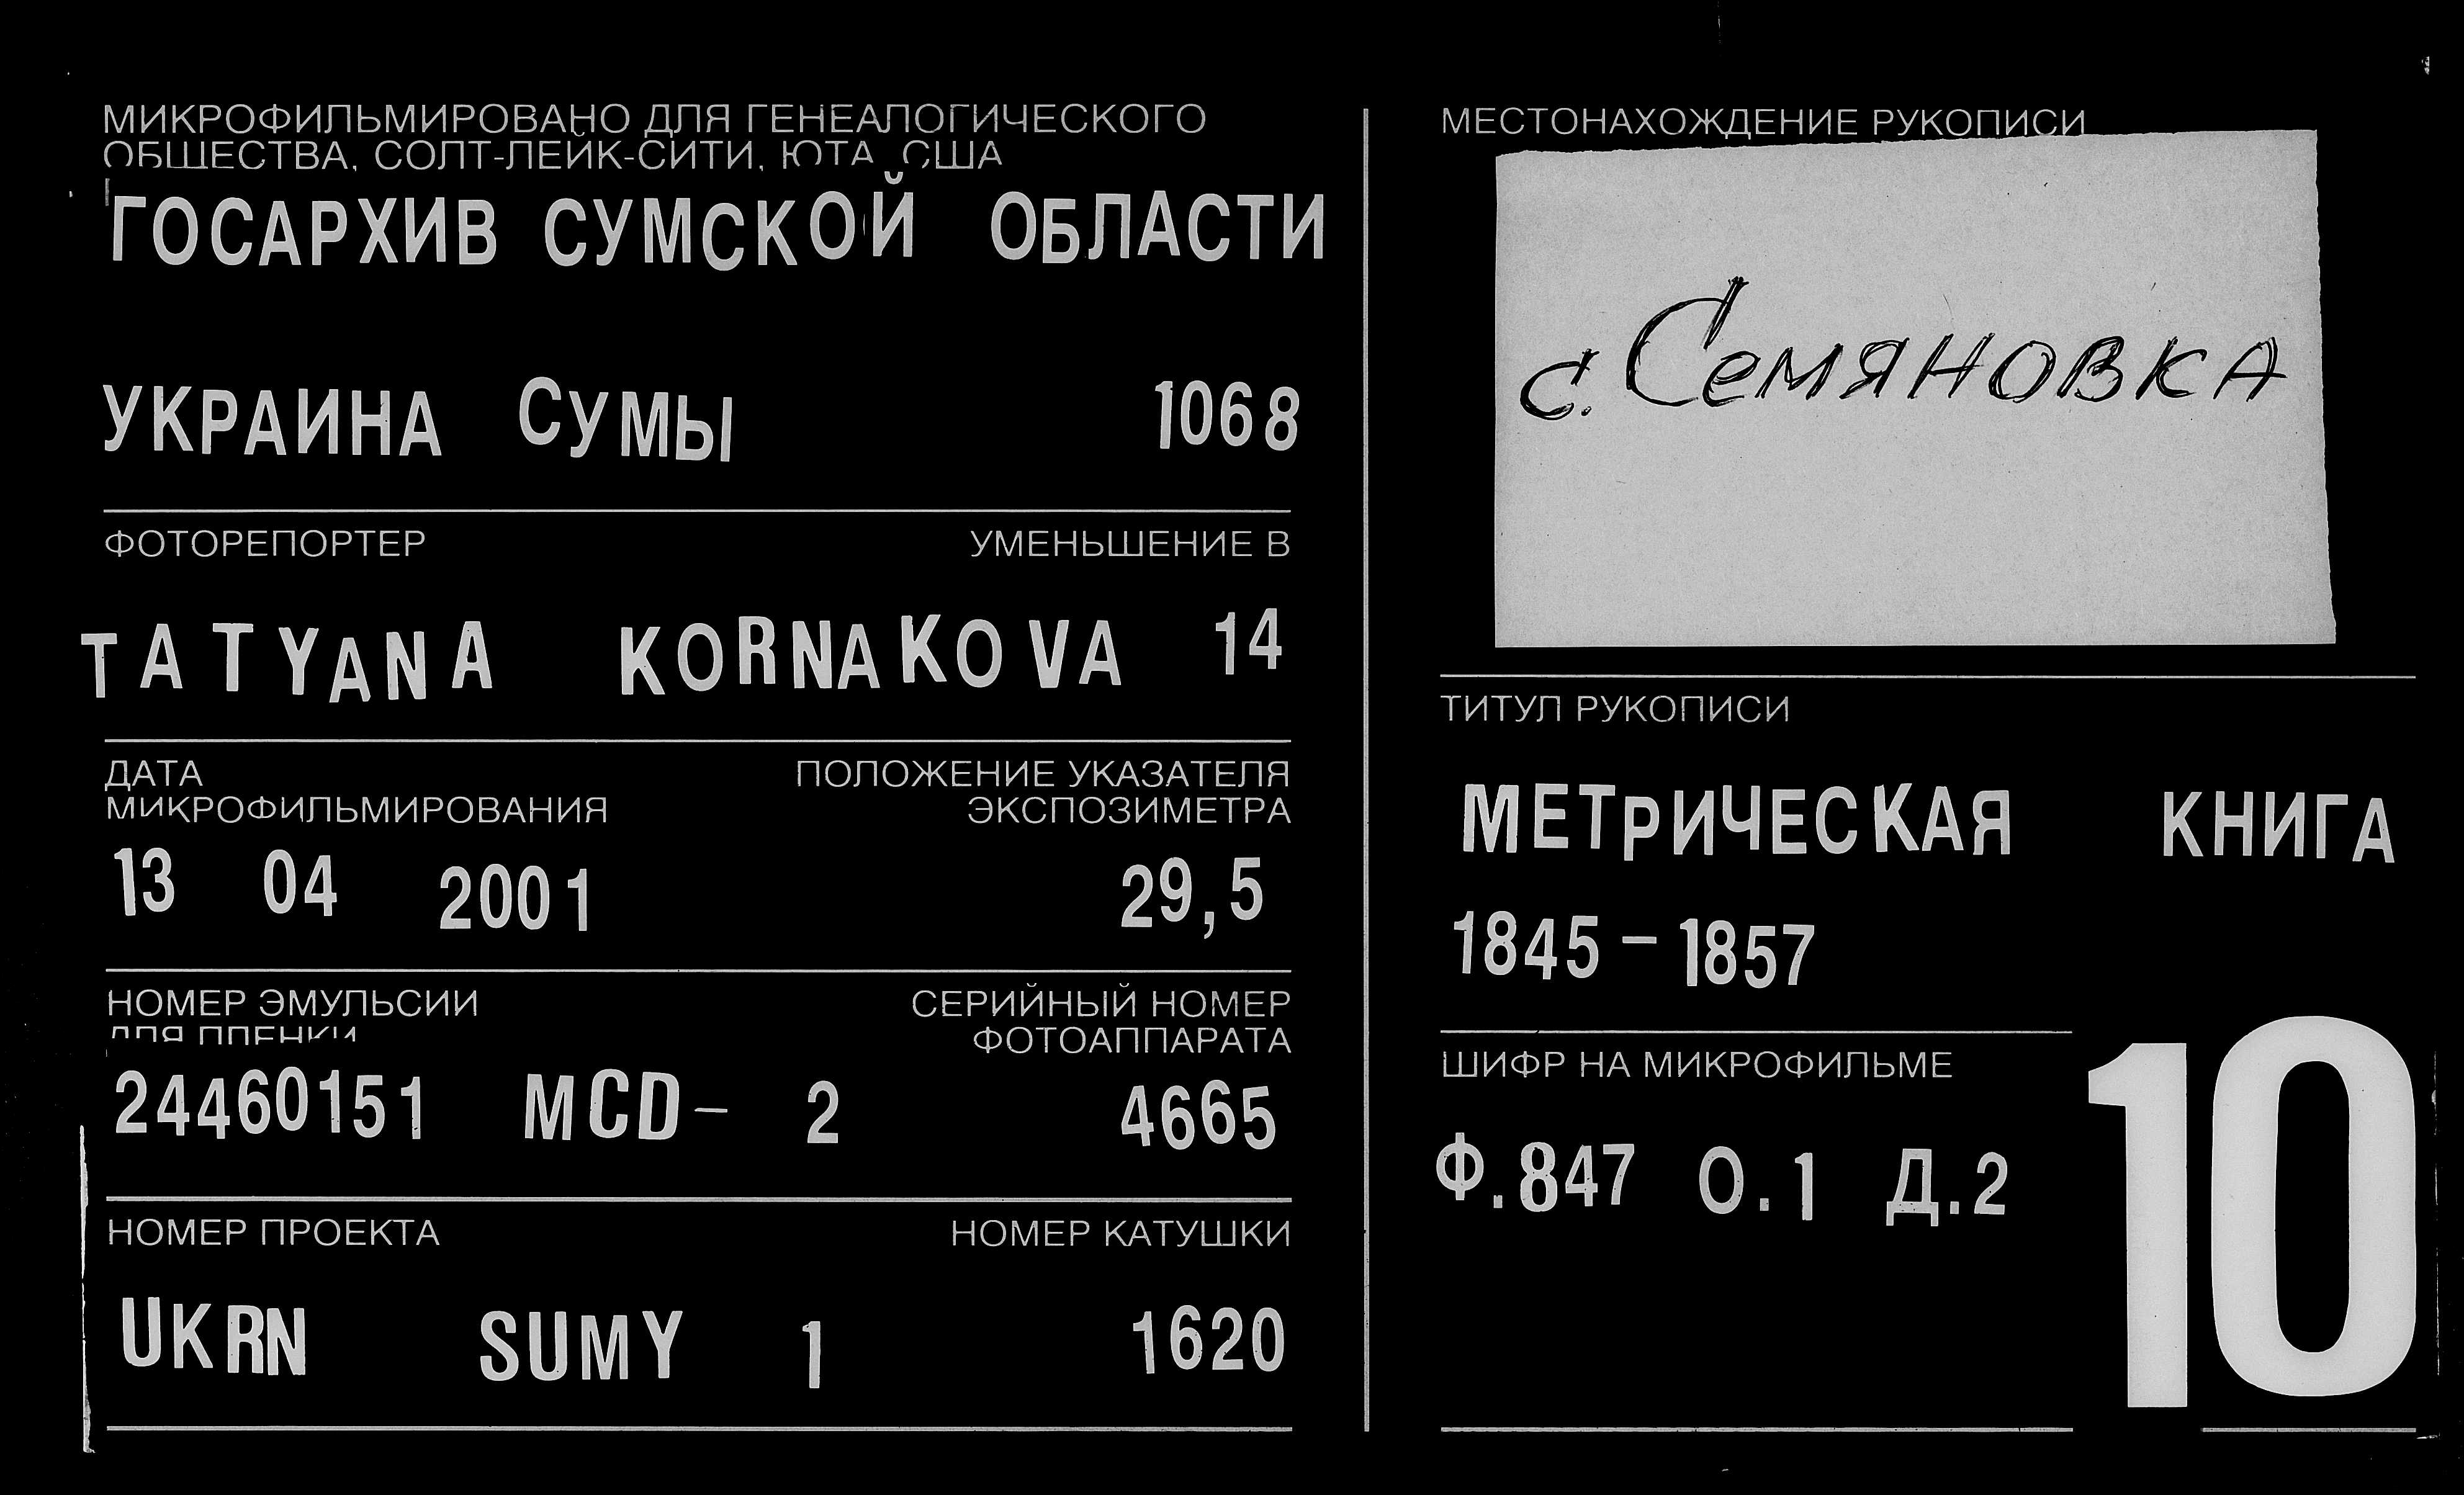 МИКРОФИЛЬМИРОВАНО ДЛЯ ГЕНЕАЛОГИЧЕСКОГО
ОБЩЕСТВА, СОЛТ-ЛЕЙК-СИТИ, ЮТА, США
ГОСАРХИВ СУМСКОЙ ОБЛАСТИ
УКРАИНА СУМЫ 1068
ФОТОРЕПОРТЕР УМЕНЬШЕНИЕ В
TATYANA KORNAKOVA 14
ДАТА
МИКРОФИЛЬМИРОВАНИЯ
ПОЛОЖЕНИЕ УКАЗАТЕЛЯ
ЭКСПОЗИМЕТРА
13 04 2001 29,5
НОМЕР ЭМУЛЬСИИ
ДЛЯ ПЛЕНКИ
СЕРИЙНЫЙ НОМЕР
ФОТОАППАРАТА
24460151 MCD- 2 4665
НОМЕР ПРОЕКТА НОМЕР КАТУШКИ
UKRN SUMY 1 1620
МЕСТОНАХОЖДЕНИЕ РУКОПИСИ
с. Семяновка
ТИТУЛ РУКОПИСИ
МЕТРИЧЕСКАЯ КНИГА
1845-1857
ШИФР НА МИКРОФИЛЬМЕ
Ф.847 О.1 Д.2
10